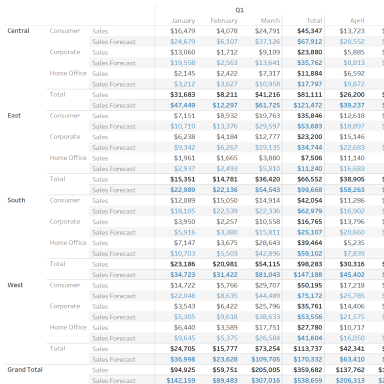 Q1
January February March Total April
Central Consumer Sales $16,479 $4,078 $24,791 $45,347 $13,723
Sales Forecast $24,679 $6,107 $37,126 $67,920 $20,552
Corporate Sales $13,060 $1,712 $9,109 $23,880 $5,885
Sales Forecast $19,558 $2,563 $13,641 $35,762 $8,813
Home Office Sales $2,145 $2,422 $7,317 $11,884 $6,592
Sales Forecast $3,212 $3,627 $10,958 $17,797 $9,872
Total Sales $31,683 $8,211 $41,216 $81,111 $26,200
Sales Forecast $47,449 $12,297 $61,725 $121,472 $39,237
East Consumer Sales $7,151 $8,932 $19,763 $35,846 $12,618
Sales Forecast $10,710 $13,376 $29,597 $53,683 $18,897
Corporate Sales $6,238 $4,184 $12,777 $23,200 $15,146
Sales Forecast $9,342 $6,267 $19,135 $34,744 $22,683
Home Office Sales $1,961 $1,665 $3,880 $7,506 $11,140
Sales Forecast $2,937 $2,493 $5,810 $11,240 $16,683
Total Sales $15,351 $14,781 $36,420 $66,552 $38,905
Sales Forecast $22,989 $22,136 $54,543 $99,668 $58,263
South Consumer Sales $12,089 $15,050 $14,914 $42,054 $11,286
Sales Forecast $18,105 $22,539 $22,336 $62,979 $16,902
Corporate Sales $3,950 $2,257 $10,558 $16,765 $13,796
Sales Forecast $5,916 $3,380 $15,811 $25,107 $20,660
Home Office Sales $7,147 $3,675 $28,643 $39,464 $5,235
Sales Forecast $10,703 $5,503 $42,896 $59,102 $7,839
Total Sales $23,186 $20,981 $54,115 $98,283 $30,316
Sales Forecast $34,723 $31,422 $81,043 $147,188 $45,402
West Consumer Sales $14,722 $5,766 $29,707 $50,195 $17,218
Sales Forecast $22,048 $8,635 $44,489 $75,172 $25,785
Corporate Sales $3,543 $6,422 $25,796 $35,761 $14,406
Sales Forecast $5,305 $9,618 $38,633 $53,556 $21,575
Home Office Sales $6,440 $3,589 $17,751 $27,780 $10,717
Sales Forecast $9,645 $5,375 $26,584 $41,604 $16,050
Total Sales $24,705 $15,777 $73,254 $113,737 $42,341
Sales Forecast $36,998 $23,628 $109,705 $170,332 $63,410
Grand Total Sales $94,925 $59,751 $205,005 $359,682 $137,762
Sales Forecast $142,159 $89,483 $307,016 $538,659 $206,313